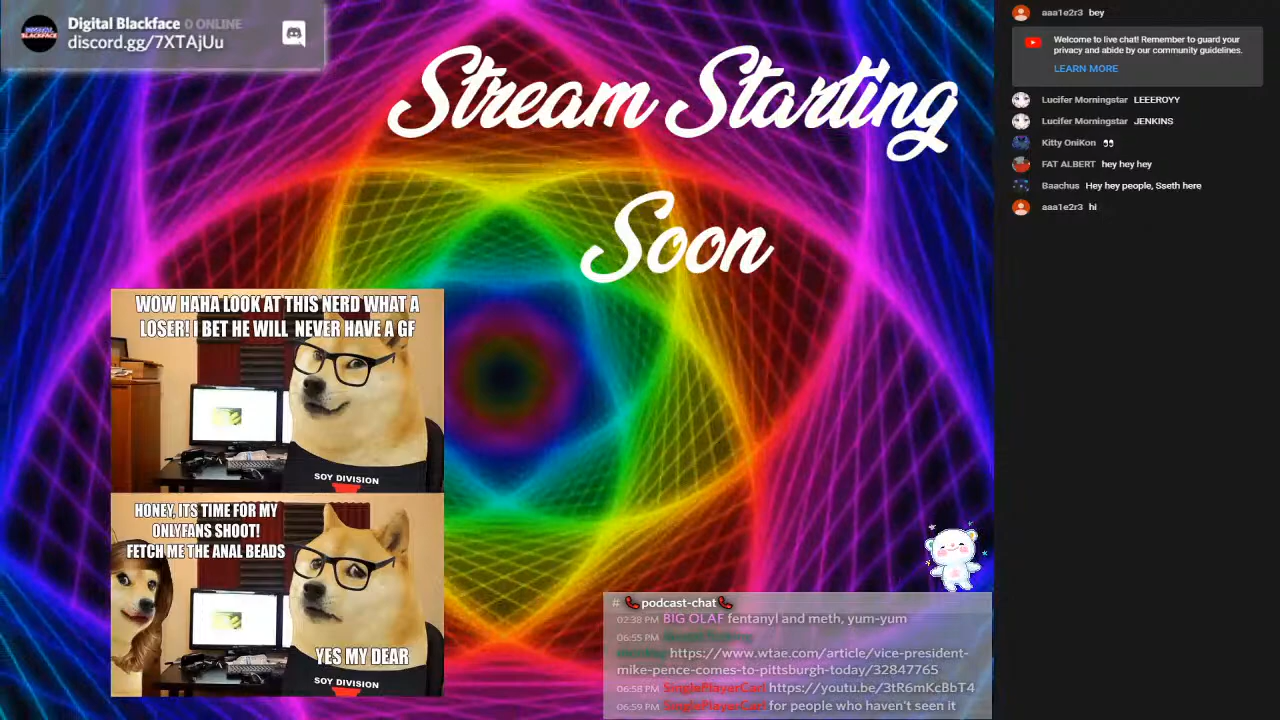 Digital Blackface 0 ONLINE
discord.gg/7XTAjUu
Stream Starting
Soon
WOW HAHA LOOK AT THIS NERD WHAT A
LOSER! I BET HE WILL NEVER HAVE A GF
SOY DIVISION
HONEY, ITS TIME FOR MY
ONLYFANS SHOOT!
FETCH ME THE ANAL BEADS
YES MY DEAR
SOY DIVISION
# podcast-chat
02:38 PM BIG OLAF fentanyl and meth, yum-yum
06:55 PM
https://www.wtae.com/article/vice-president-
mike-pence-comes-to-pittsburgh-today/32847765
06:58 PM SinglePlayerCast https://youtu.be/3tR6mKcBbT4
06:59 PM SinglePlayerCast for people who haven't seen it
aaa1e2r3 bey
Welcome to live chat! Remember to guard your
privacy and abide by our community guidelines.
LEARN MORE
Lucifer Morningstar LEEEROYY
Lucifer Morningstar JENKINS
Kitty OniKon
FAT ALBERT hey hey hey
Baachus Hey hey people, Sseth here
aaa1e2r3 hi